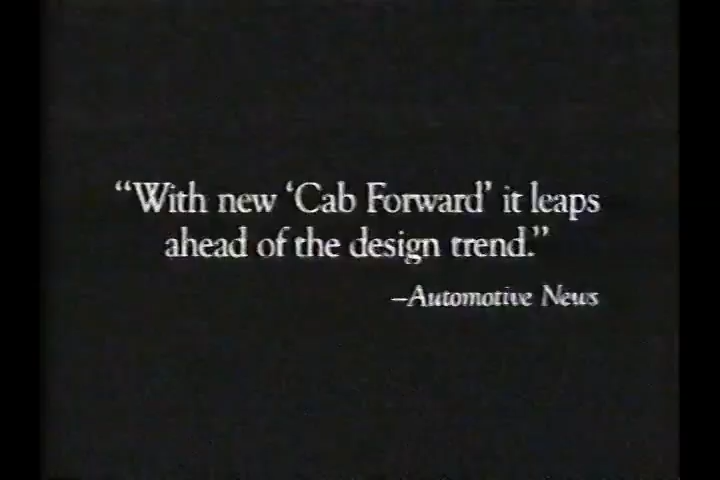 “With new ‘Cab Forward’ it leaps
ahead of the design trend.”
–Automotive News